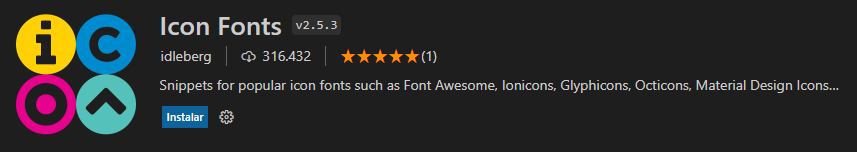 Icon Fonts v2.5.3
idleberg 316.432 (1)
Snippets for popular icon fonts such as Font Awesome, Ionicons, Glyphicons, Octicons, Material Design Icons...
Instalar